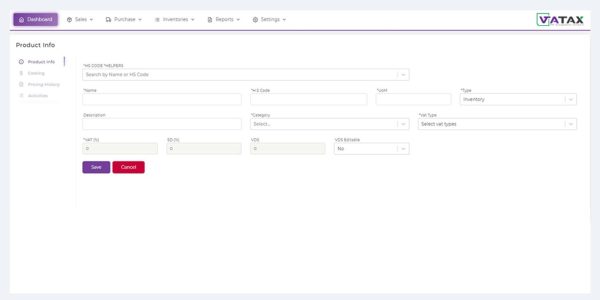 Dashboard Sales Purchase Inventories Reports Settings VATAX
Product Info
Product Info
Costing
Pricing History
Activities
*HS CODE *HELPERS
Search by Name or HS Code
*Name *HS Code *UoM *Type
Inventory
Description *Category *Vat Type
Select... Select vat types
*VAT (%) SD (%) VDS VDS Editable
0 0 0 No
Save Cancel